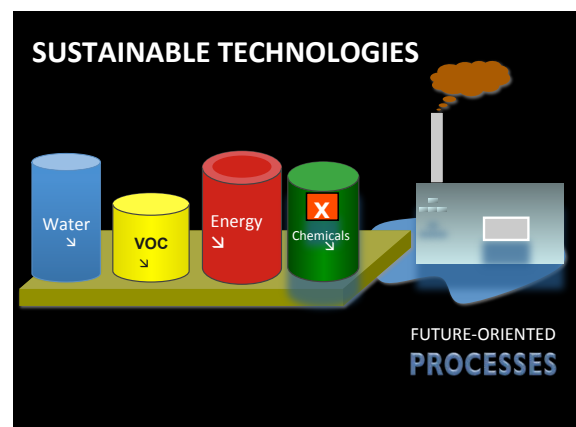 SUSTAINABLE TECHNOLOGIES
Water
↘
VOC
↘
Energy
↘
X
Chemicals
↘
FUTURE-ORIENTED
PROCESSES